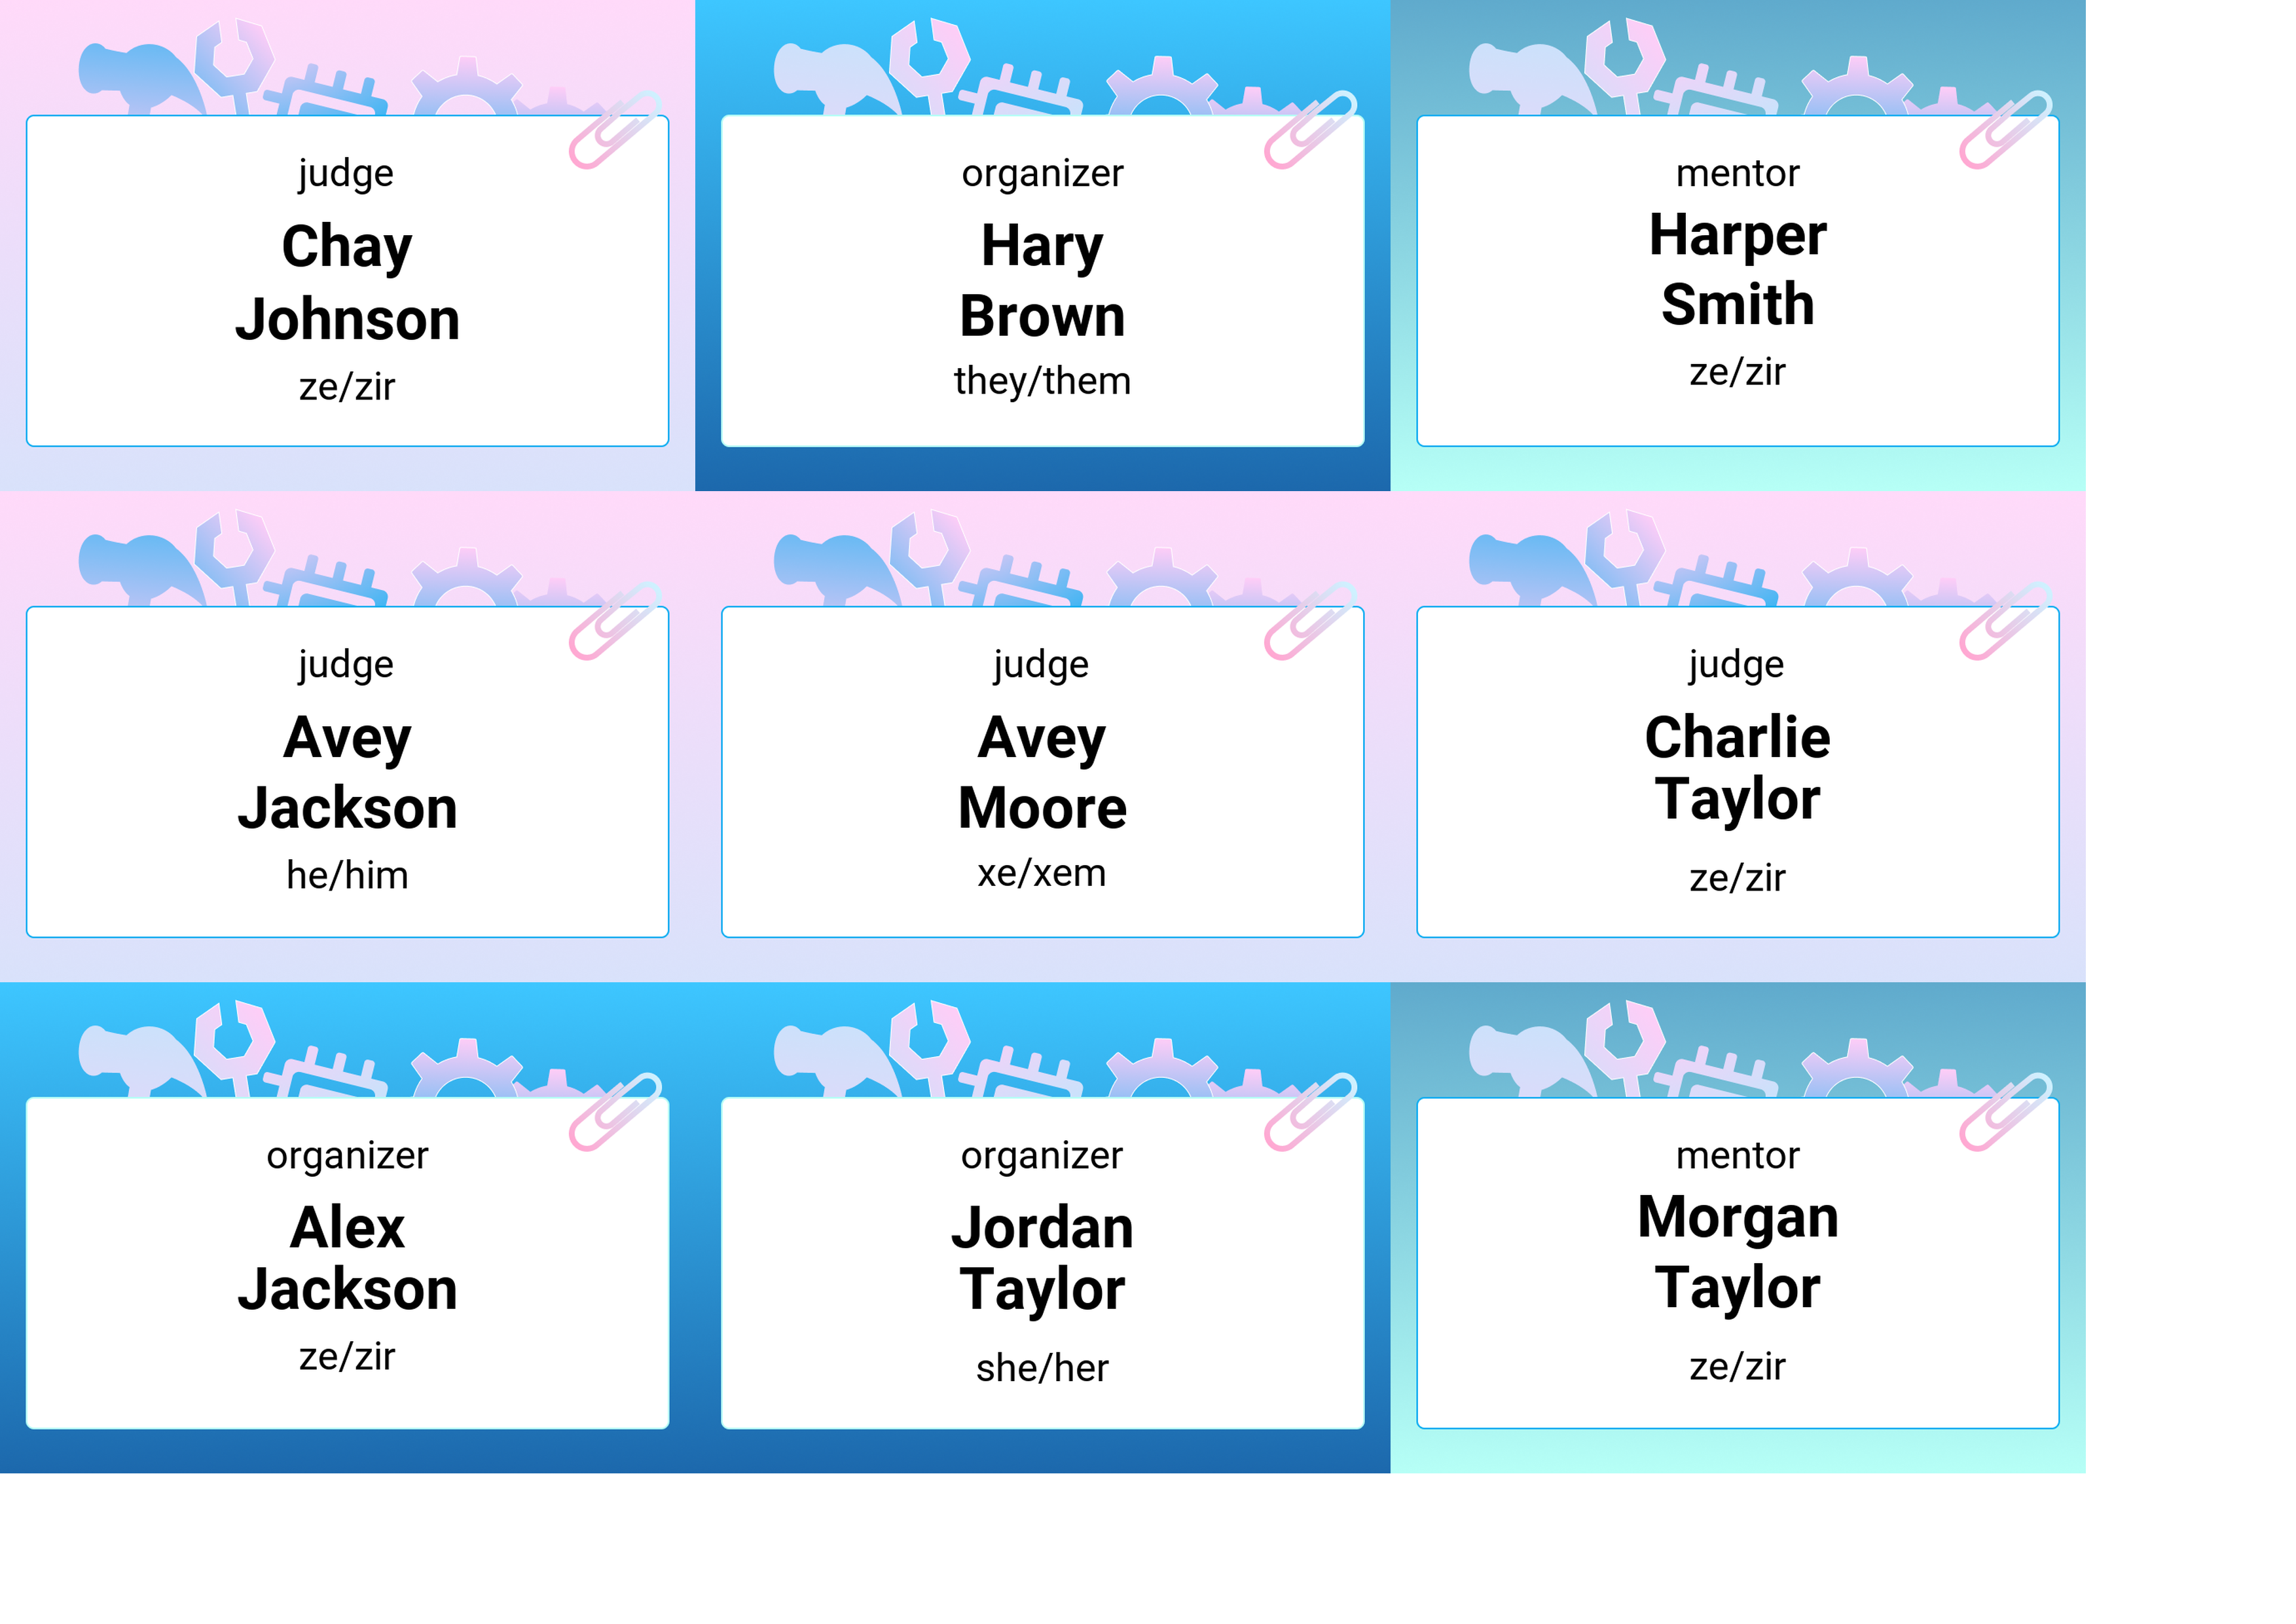 judge
Chay
Johnson
ze/zir
organizer
Hary
Brown
they/them
mentor
Harper
Smith
ze/zir
judge
Avey
Jackson
he/him
judge
Avey
Moore
xe/xem
judge
Charlie
Taylor
ze/zir
organizer
Alex
Jackson
ze/zir
organizer
Jordan
Taylor
she/her
mentor
Morgan
Taylor
ze/zir